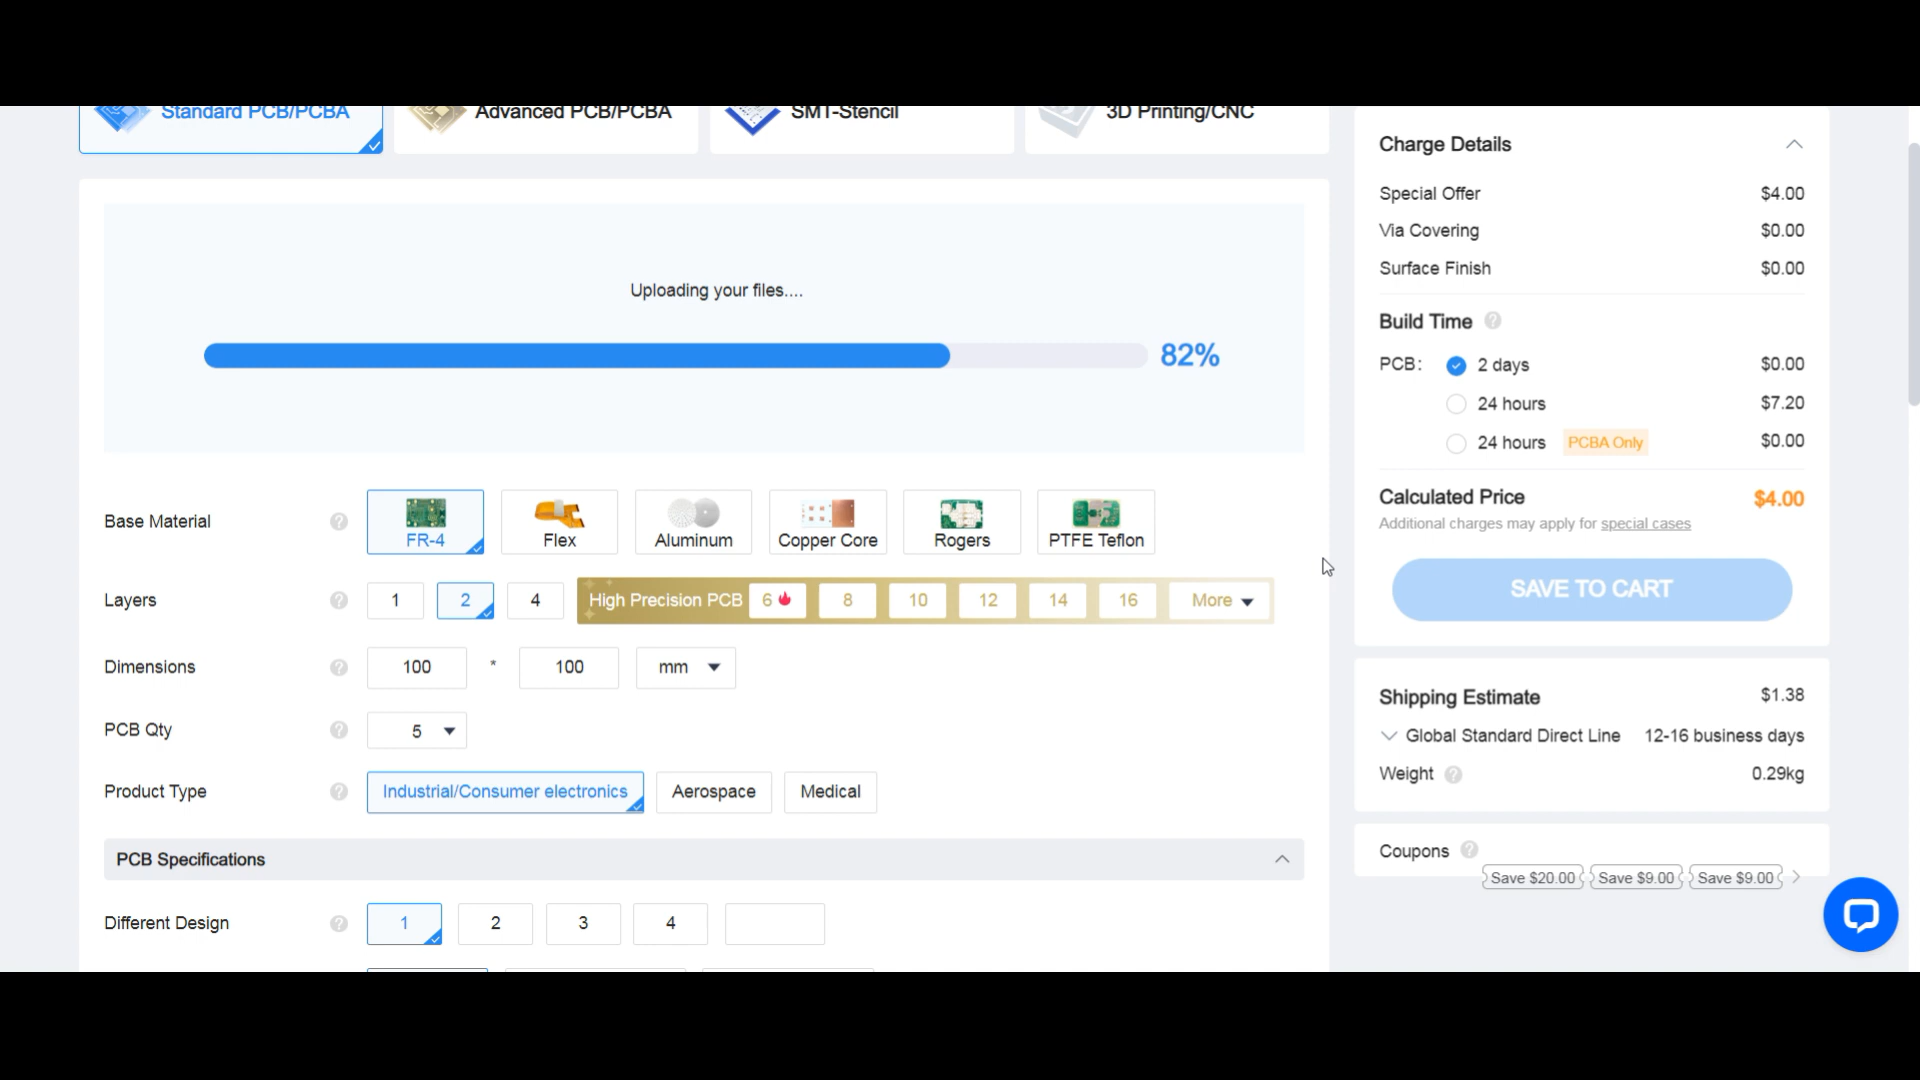 Standard PCB/PCBA
Advanced PCB/PCBA
SMT-Stencil
3D Printing/CNC
Uploading your files....
82%
Base Material
FR-4
Flex
Aluminum
Copper Core
Rogers
PTFE Teflon
Layers
1
2
4
High Precision PCB
6
8
10
12
14
16
More
Dimensions
100
*
100
mm
PCB Qty
5
Product Type
Industrial/Consumer electronics
Aerospace
Medical
PCB Specifications
Different Design
1
2
3
4
Charge Details
Special Offer $4.00
Via Covering $0.00
Surface Finish $0.00
Build Time
PCB: 2 days $0.00
24 hours $7.20
24 hours PCBA Only $0.00
Calculated Price $4.00
Additional charges may apply for special cases
SAVE TO CART
Shipping Estimate $1.38
Global Standard Direct Line 12-16 business days
Weight 0.29kg
Coupons
Save $20.00
Save $9.00
Save $9.00